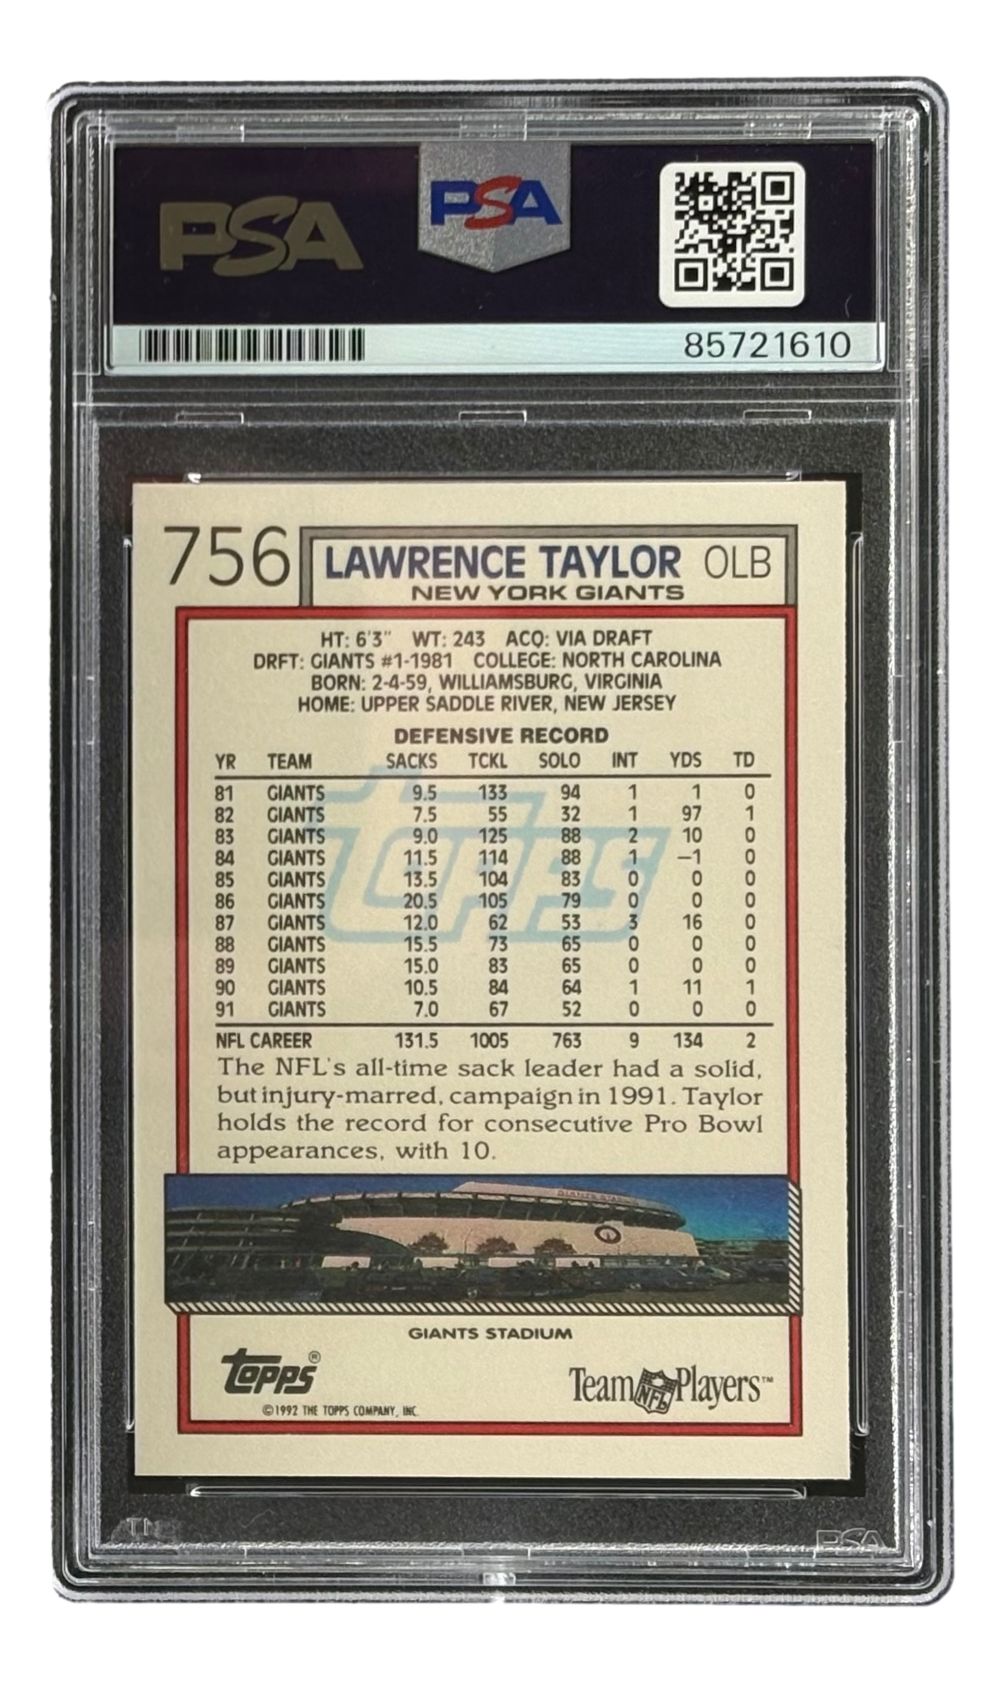 PSA
PSA
85721610
756
LAWRENCE TAYLOR OLB
NEW YORK GIANTS
HT: 6'3" WT: 243 ACQ: VIA DRAFT
DRFT: GIANTS #1-1981 COLLEGE: NORTH CAROLINA
BORN: 2-4-59, WILLIAMSBURG, VIRGINIA
HOME: UPPER SADDLE RIVER, NEW JERSEY
DEFENSIVE RECORD
YR TEAM SACKS TCKL SOLO INT YDS TD
81 GIANTS 9.5 133 94 1 1 0
82 GIANTS 7.5 55 32 1 97 1
83 GIANTS 9.0 125 88 2 10 0
84 GIANTS 11.5 114 88 1 –1 0
85 GIANTS 13.5 104 83 0 0 0
86 GIANTS 20.5 105 79 0 0 0
87 GIANTS 12.0 62 53 3 16 0
88 GIANTS 15.5 73 65 0 0 0
89 GIANTS 15.0 83 65 0 0 0
90 GIANTS 10.5 84 64 1 11 1
91 GIANTS 7.0 67 52 0 0 0
NFL CAREER 131.5 1005 763 9 134 2
TOPPS
The NFL's all-time sack leader had a solid,
but injury-marred, campaign in 1991. Taylor
holds the record for consecutive Pro Bowl
appearances, with 10.
GIANTS STADIUM
TOPPS®
©1992 THE TOPPS COMPANY, INC.
Team NFL Players™
PSA